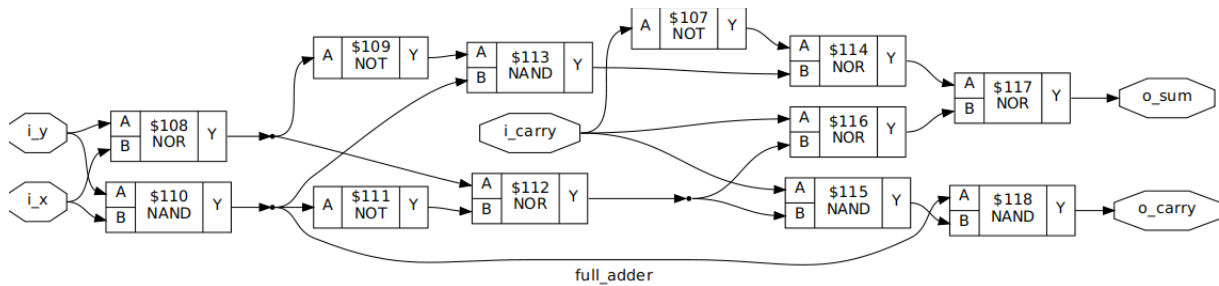 $107
A
NOT
Y
$109
A
NOT
Y
A
$113
Y
B
NAND
A
$114
Y
B
NOR
A
$117
Y
B
NOR
o_sum
i_y
A
$108
Y
B
NOR
i_carry
A
$116
Y
B
NOR
i_x
A
$110
Y
B
NAND
A
$111
NOT
Y
A
$112
Y
B
NOR
A
$115
Y
B
NAND
A
$118
Y
B
NAND
o_carry
full_adder